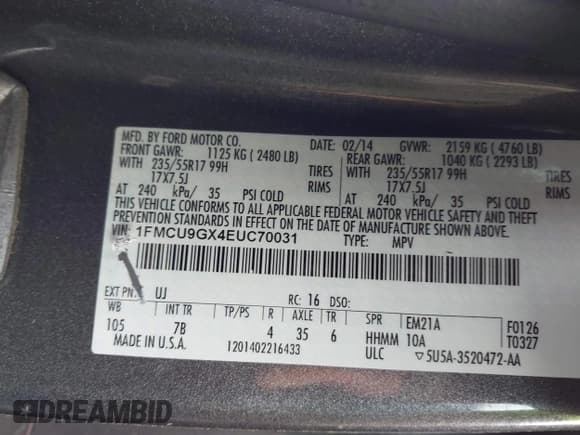 MFD. BY FORD MOTOR CO.
DATE: 02/14 GVWR: 2159 KG ( 4760 LB)
FRONT GAWR: 1125 KG ( 2480 LB) REAR GAWR: 1040 KG ( 2293 LB)
WITH 235/55R17 99H TIRES WITH 235/55R17 99H TIRES
17X7.5J RIMS 17X7.5J RIMS
AT 240 kPa/ 35 PSI COLD AT 240 kPa/ 35 PSI COLD
THIS VEHICLE CONFORMS TO ALL APPLICABLE FEDERAL MOTOR VEHICLE SAFETY AND THEFT
PREVENTION STANDARDS IN EFFECT ON THE DATE OF MANUFACTURE SHOWN ABOVE.
VIN: 1FMCU9GX4EUC70031 TYPE: MPV
EXT PNT: UJ RC: 16 DSO:
WB INT TR TP/PS R AXLE TR SPR EM21A F0126
105 7B 4 35 6 HHMM 10A T0327
MADE IN U.S.A. 1201402216433 ULC ▽5U5A-3520472-AA
DREAMBID